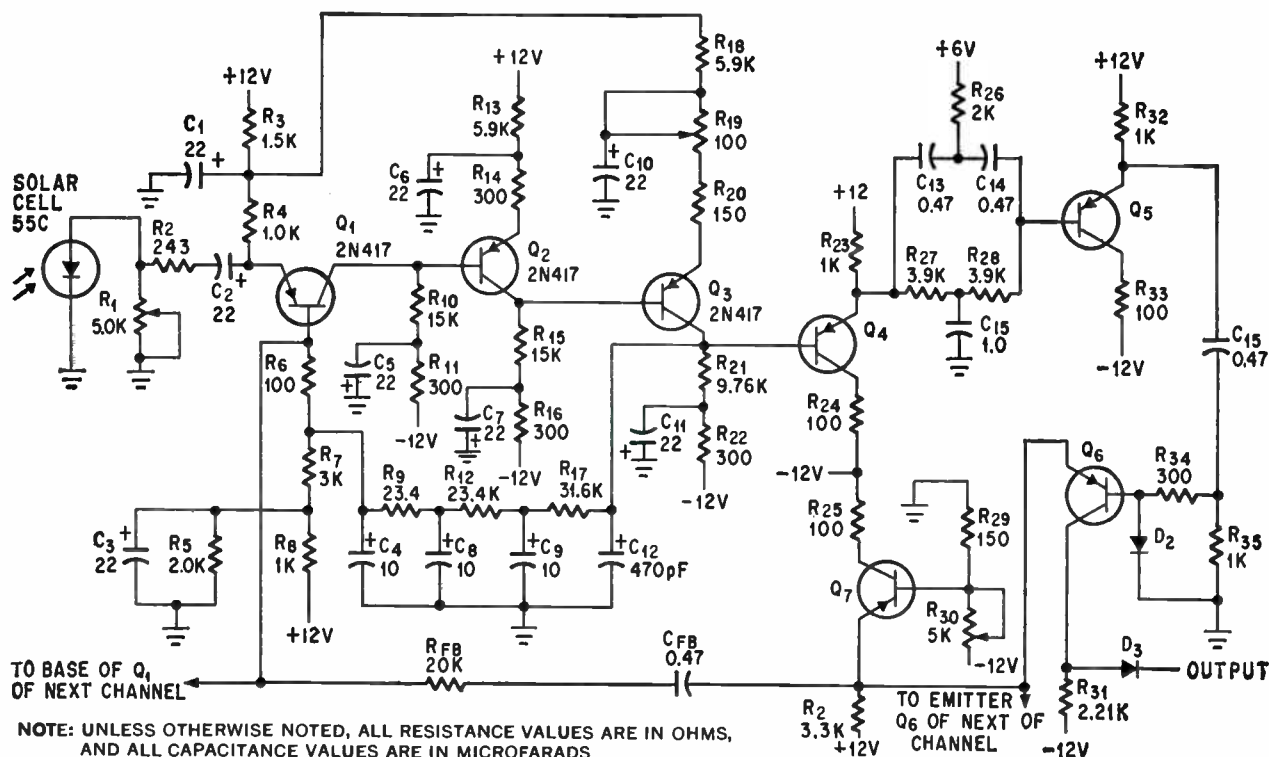 R18
5.9K
+6V
+12V
+12V
+12V
R26
2K
R3
1.5K
R13
5.9K
R19
100
R32
1K
C1
22
+
C6
22
+
R14
300
+
C10
22
C13
0.47
C14
0.47
SOLAR
CELL
55C
R4
1.0K
R20
150
R2
243
Q1
2N417
Q2
2N417
+12
Q5
R23
1K
R27
3.9K
R28
3.9K
C2
22
+
R1
5.0K
R10
15K
Q3
2N417
R33
100
Q4
C15
1.0
C15
0.47
R6
100
C5
22
+
R11
300
R15
15K
R21
9.76K
-12V
-12V
C7
22
+
R16
300
C11
22
+
R22
300
R24
100
Q6
R34
300
R7
3K
R9
23.4
R12
23.4K
R17
31.6K
-12V
-12V
-12V
R25
100
R29
150
D2
R35
1K
C3
22
+
R5
2.0K
R8
1K
+
C4
10
+
C8
10
+
C9
10
+
C12
470pF
Q7
R30
5K
+12V
-12V
D3
OUTPUT
RFB
20K
CFB
0.47
TO BASE OF Q1
OF NEXT CHANNEL
R2
3.3K
+12V
TO EMITTER
Q6 OF NEXT OF
CHANNEL
R31
2.21K
-12V
NOTE: UNLESS OTHERWISE NOTED, ALL RESISTANCE VALUES ARE IN OHMS,
AND ALL CAPACITANCE VALUES ARE IN MICROFARADS